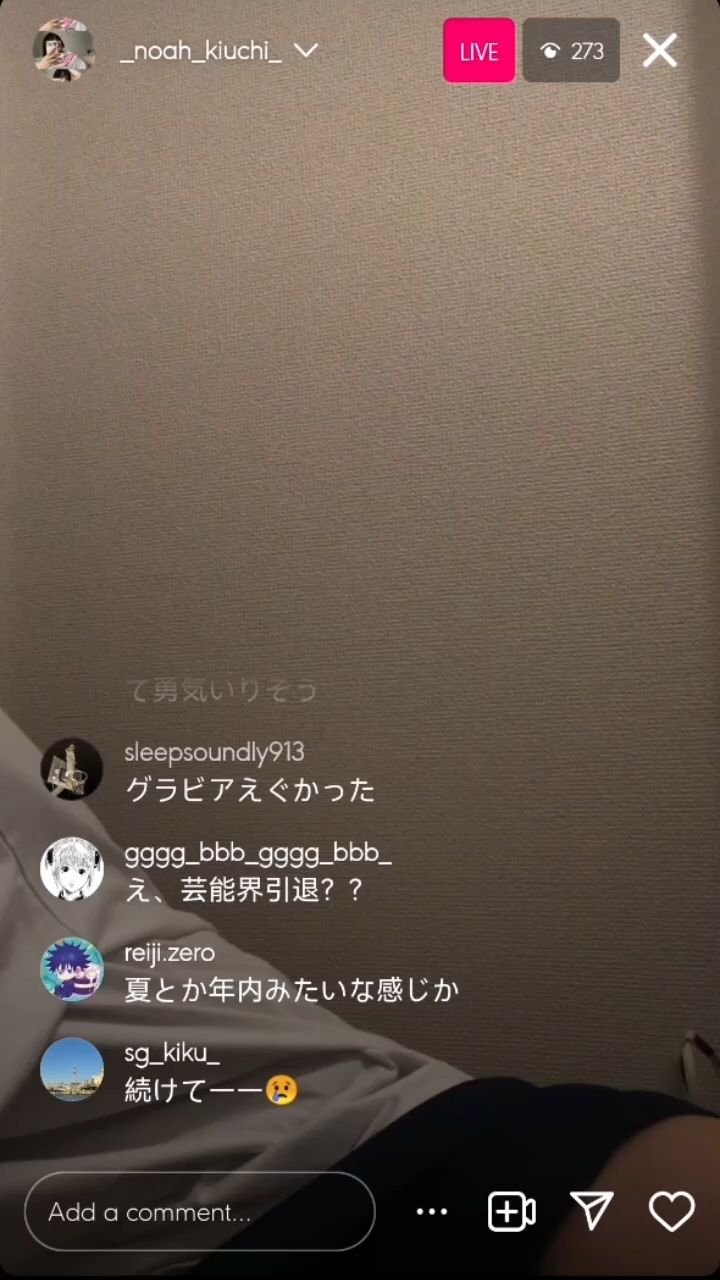 _noah_kiuchi_
LIVE
273
て勇気いりそう
sleepsoundly913
グラビアえぐかった
gggg_bbb_gggg_bbb_
え、芸能界引退？？
reiji.zero
夏とか年内みたいな感じか
sg_kiku_
続けてーー😢
Add a comment...